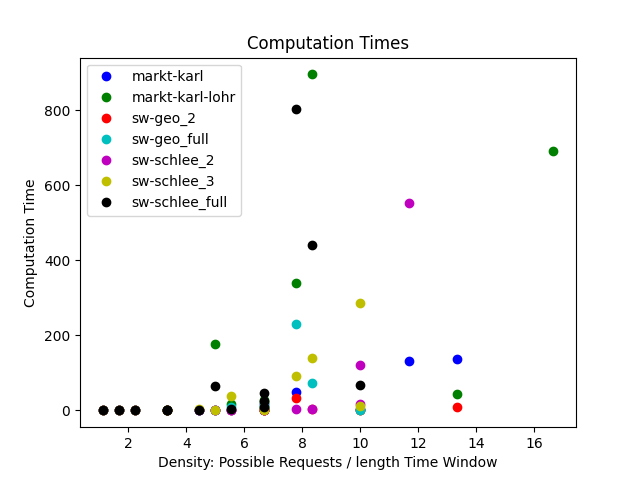 Computation Times
markt-karl
markt-karl-lohr
sw-geo_2
sw-geo_full
sw-schlee_2
sw-schlee_3
sw-schlee_full
Computation Time
800
600
400
200
0
2 4 6 8 10 12 14 16
Density: Possible Requests / length Time Window